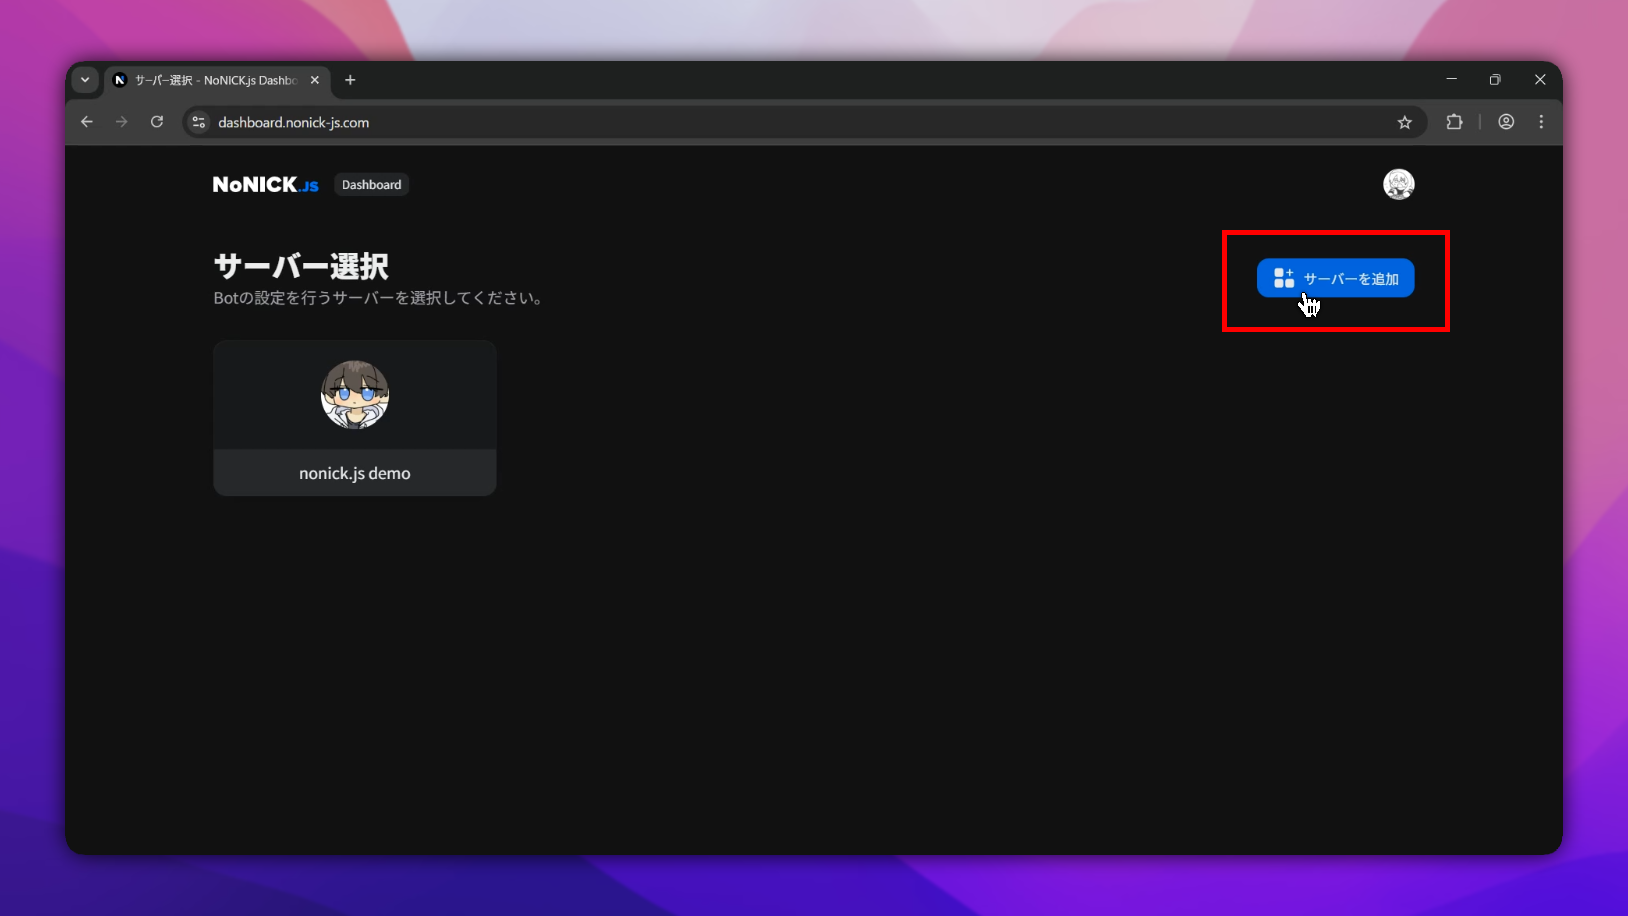 サーバー選択 - NoNICK.js Dashbo
dashboard.nonick-js.com
NoNICK.JS Dashboard
サーバー選択
Botの設定を行うサーバーを選択してください。
サーバーを追加
nonick.js demo